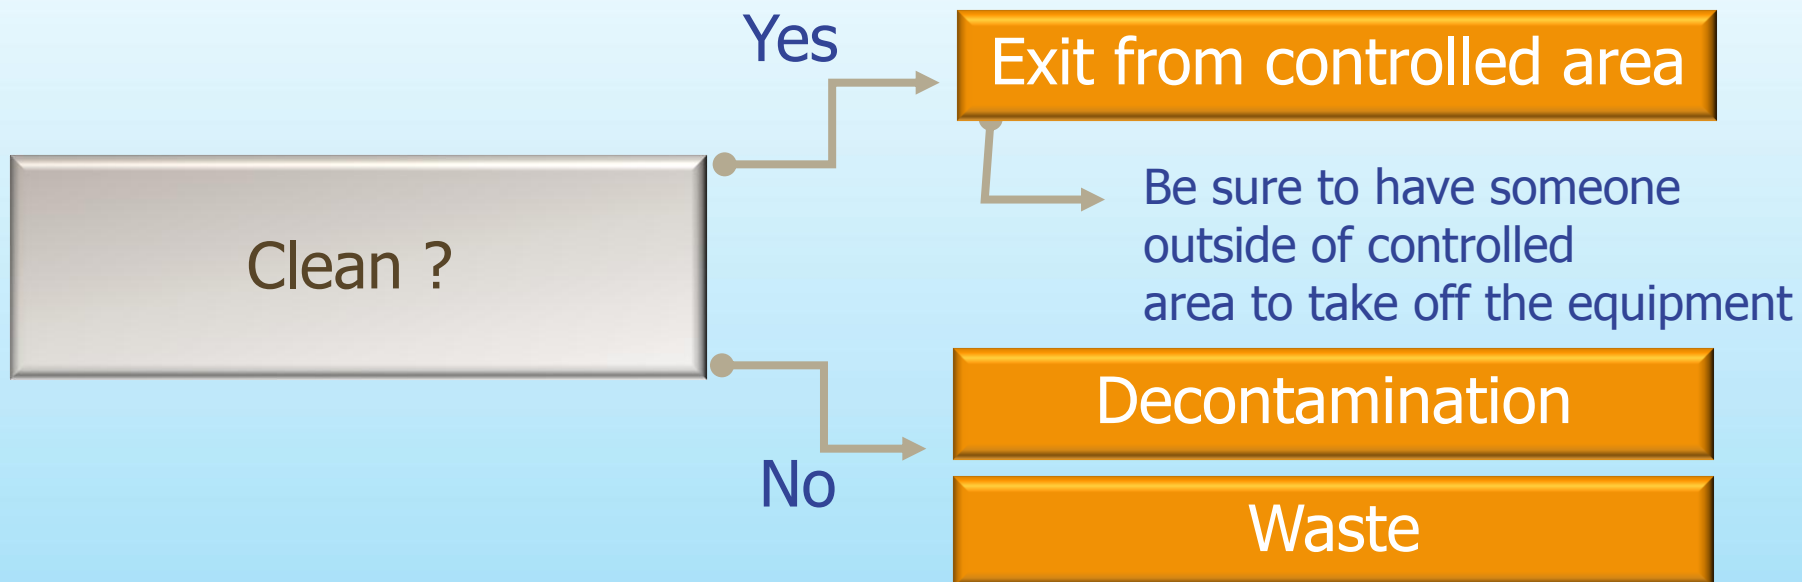 Yes
Exit from controlled area
Be sure to have someone
outside of controlled
area to take off the equipment
Clean ?
Decontamination
No
Waste